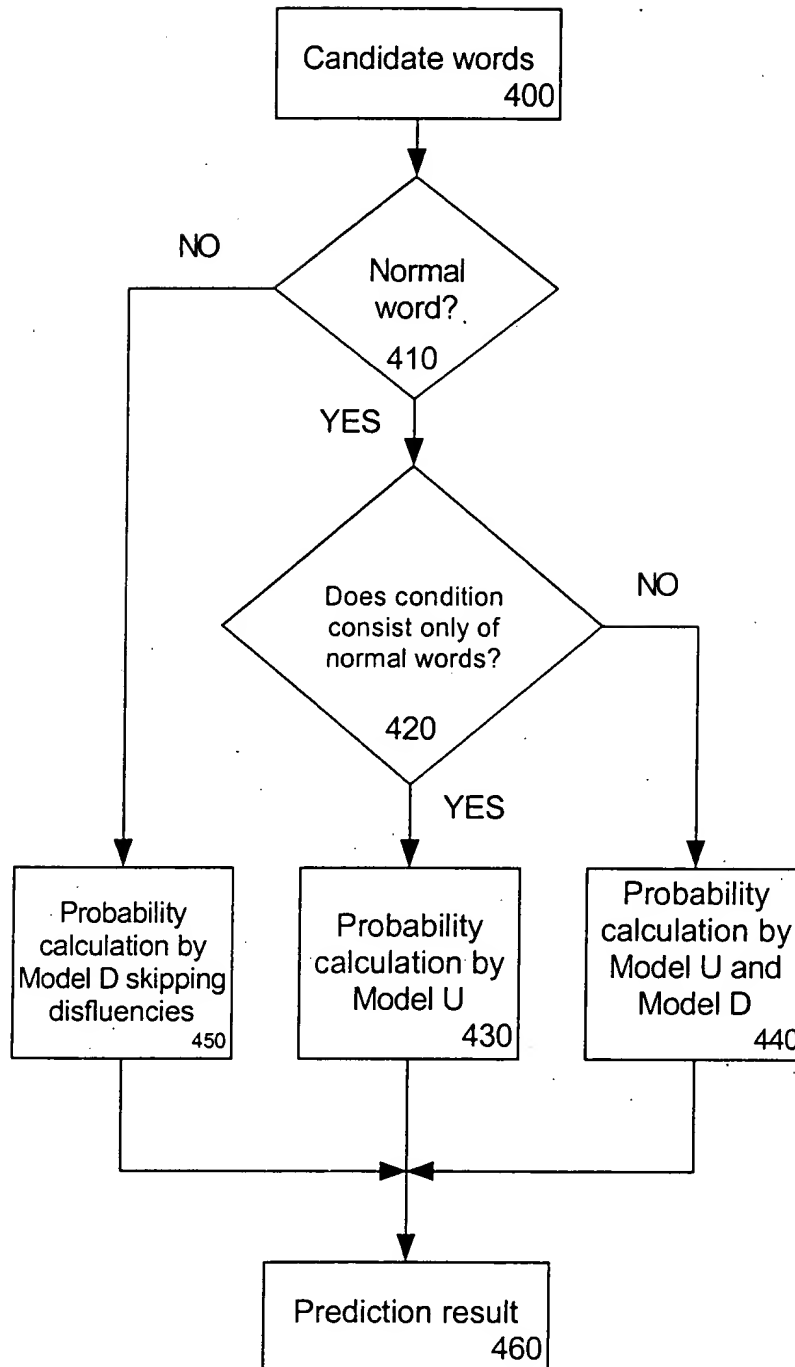 Candidate words
400
NO
Normal
word?
410
YES
Does condition
consist only of
normal words?
420
NO
YES
Probability
calculation by
Model D skipping
disfluencies
450
Probability
calculation by
Model U
430
Probability
calculation by
Model U and
Model D
440
Prediction result
460